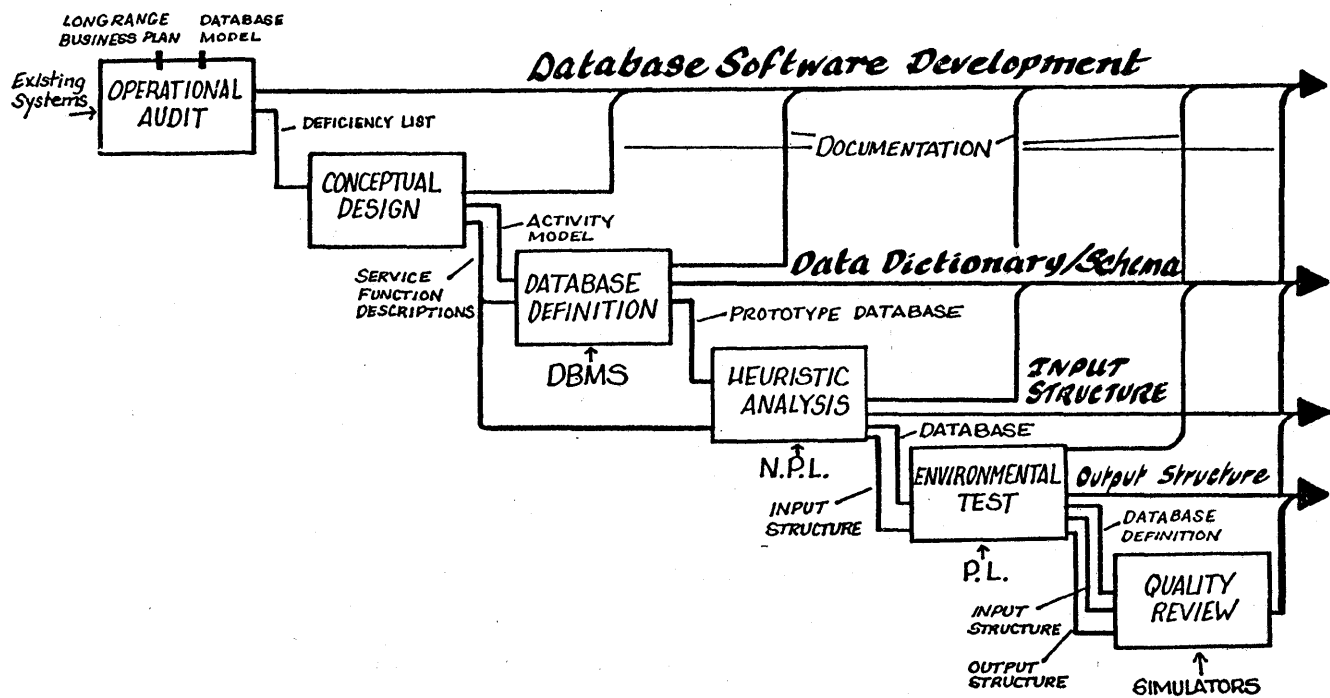 LONG RANGE
BUSINESS PLAN
DATABASE
MODEL
Existing
Systems
OPERATIONAL
AUDIT
Database Software Development
DEFICIENCY LIST
DOCUMENTATION
CONCEPTUAL
DESIGN
ACTIVITY
MODEL
SERVICE
FUNCTION
DESCRIPTIONS
DATABASE
DEFINITION
DBMS
Data Dictionary/Schema
PROTOTYPE DATABASE
HEURISTIC
ANALYSIS
N.P.L.
INPUT
STRUCTURE
DATABASE
INPUT
STRUCTURE
ENVIRONMENTAL
TEST
P.L.
Output Structure
DATABASE
DEFINITION
INPUT
STRUCTURE
OUTPUT
STRUCTURE
QUALITY
REVIEW
SIMULATORS